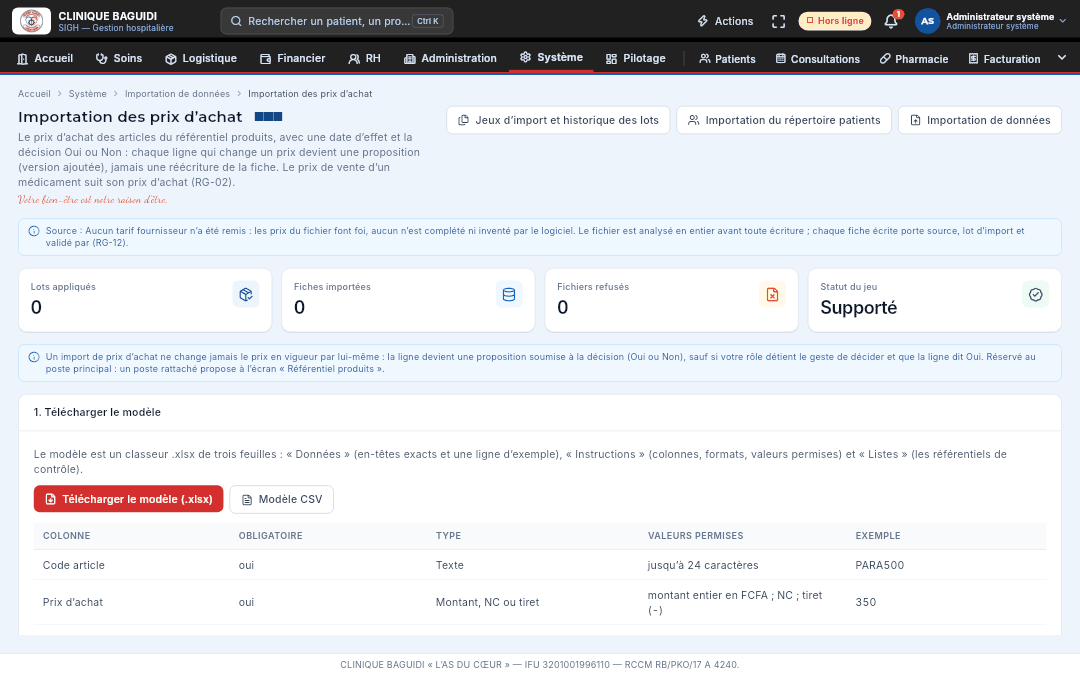 CLINIQUE BAGUIDI
SIGH — Gestion hospitalière
Rechercher un patient, un pro... Ctrl K
Actions
Hors ligne
1
AS
Administrateur système
Administrateur système
Accueil
Soins
Logistique
Financier
RH
Administration
Système
Pilotage
Patients
Consultations
Pharmacie
Facturation
Accueil > Système > Importation de données > Importation des prix d'achat
Importation des prix d'achat
Le prix d'achat des articles du référentiel produits, avec une date d'effet et la
décision Oui ou Non : chaque ligne qui change un prix devient une proposition
(version ajoutée), jamais une réécriture de la fiche. Le prix de vente d'un
médicament suit son prix d'achat (RG-02).
Votre bien-être est notre raison d'être.
Jeux d'import et historique des lots
Importation du répertoire patients
Importation de données
Source : Aucun tarif fournisseur n'a été remis : les prix du fichier font foi, aucun n'est complété ni inventé par le logiciel. Le fichier est analysé en entier avant toute écriture ; chaque fiche écrite porte source, lot d'import et
validé par (RG-12).
Lots appliqués
0
Fiches importées
0
Fichiers refusés
0
Statut du jeu
Supporté
Un import de prix d'achat ne change jamais le prix en vigueur par lui-même : la ligne devient une proposition soumise à la décision (Oui ou Non), sauf si votre rôle détient le geste de décider et que la ligne dit Oui. Réservé au
poste principal : un poste rattaché propose à l'écran « Référentiel produits ».
1. Télécharger le modèle
Le modèle est un classeur .xlsx de trois feuilles : « Données » (en-têtes exacts et une ligne d'exemple), « Instructions » (colonnes, formats, valeurs permises) et « Listes » (les référentiels de
contrôle).
Télécharger le modèle (.xlsx)
Modèle CSV
COLONNE OBLIGATOIRE TYPE VALEURS PERMISES EXEMPLE
Code article oui Texte jusqu'à 24 caractères PARA500
Prix d'achat oui Montant, NC ou tiret montant entier en FCFA ; NC ; tiret (-) 350
CLINIQUE BAGUIDI « L'AS DU CŒUR » — IFU 3201001996110 — RCCM RB/PKO/17 A 4240.